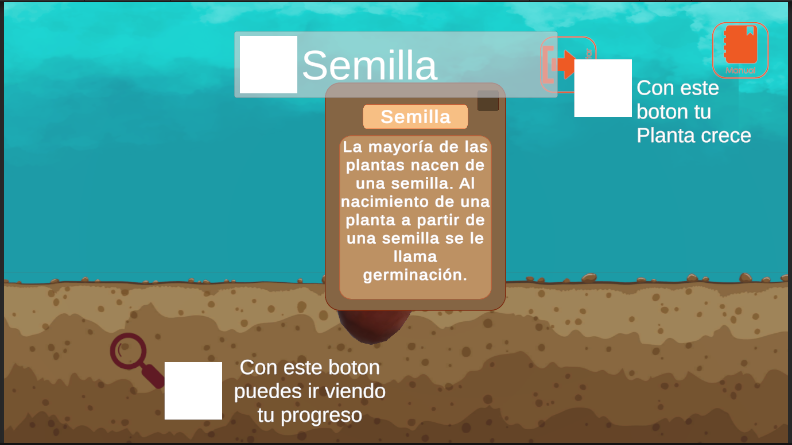 Semilla
Manual
Con este
boton tu
Planta crece
Semilla
La mayoría de las
plantas nacen de
una semilla. Al
nacimiento de una
planta a partir de
una semilla se le
llama
germinación.
Con este boton
puedes ir viendo
tu progreso